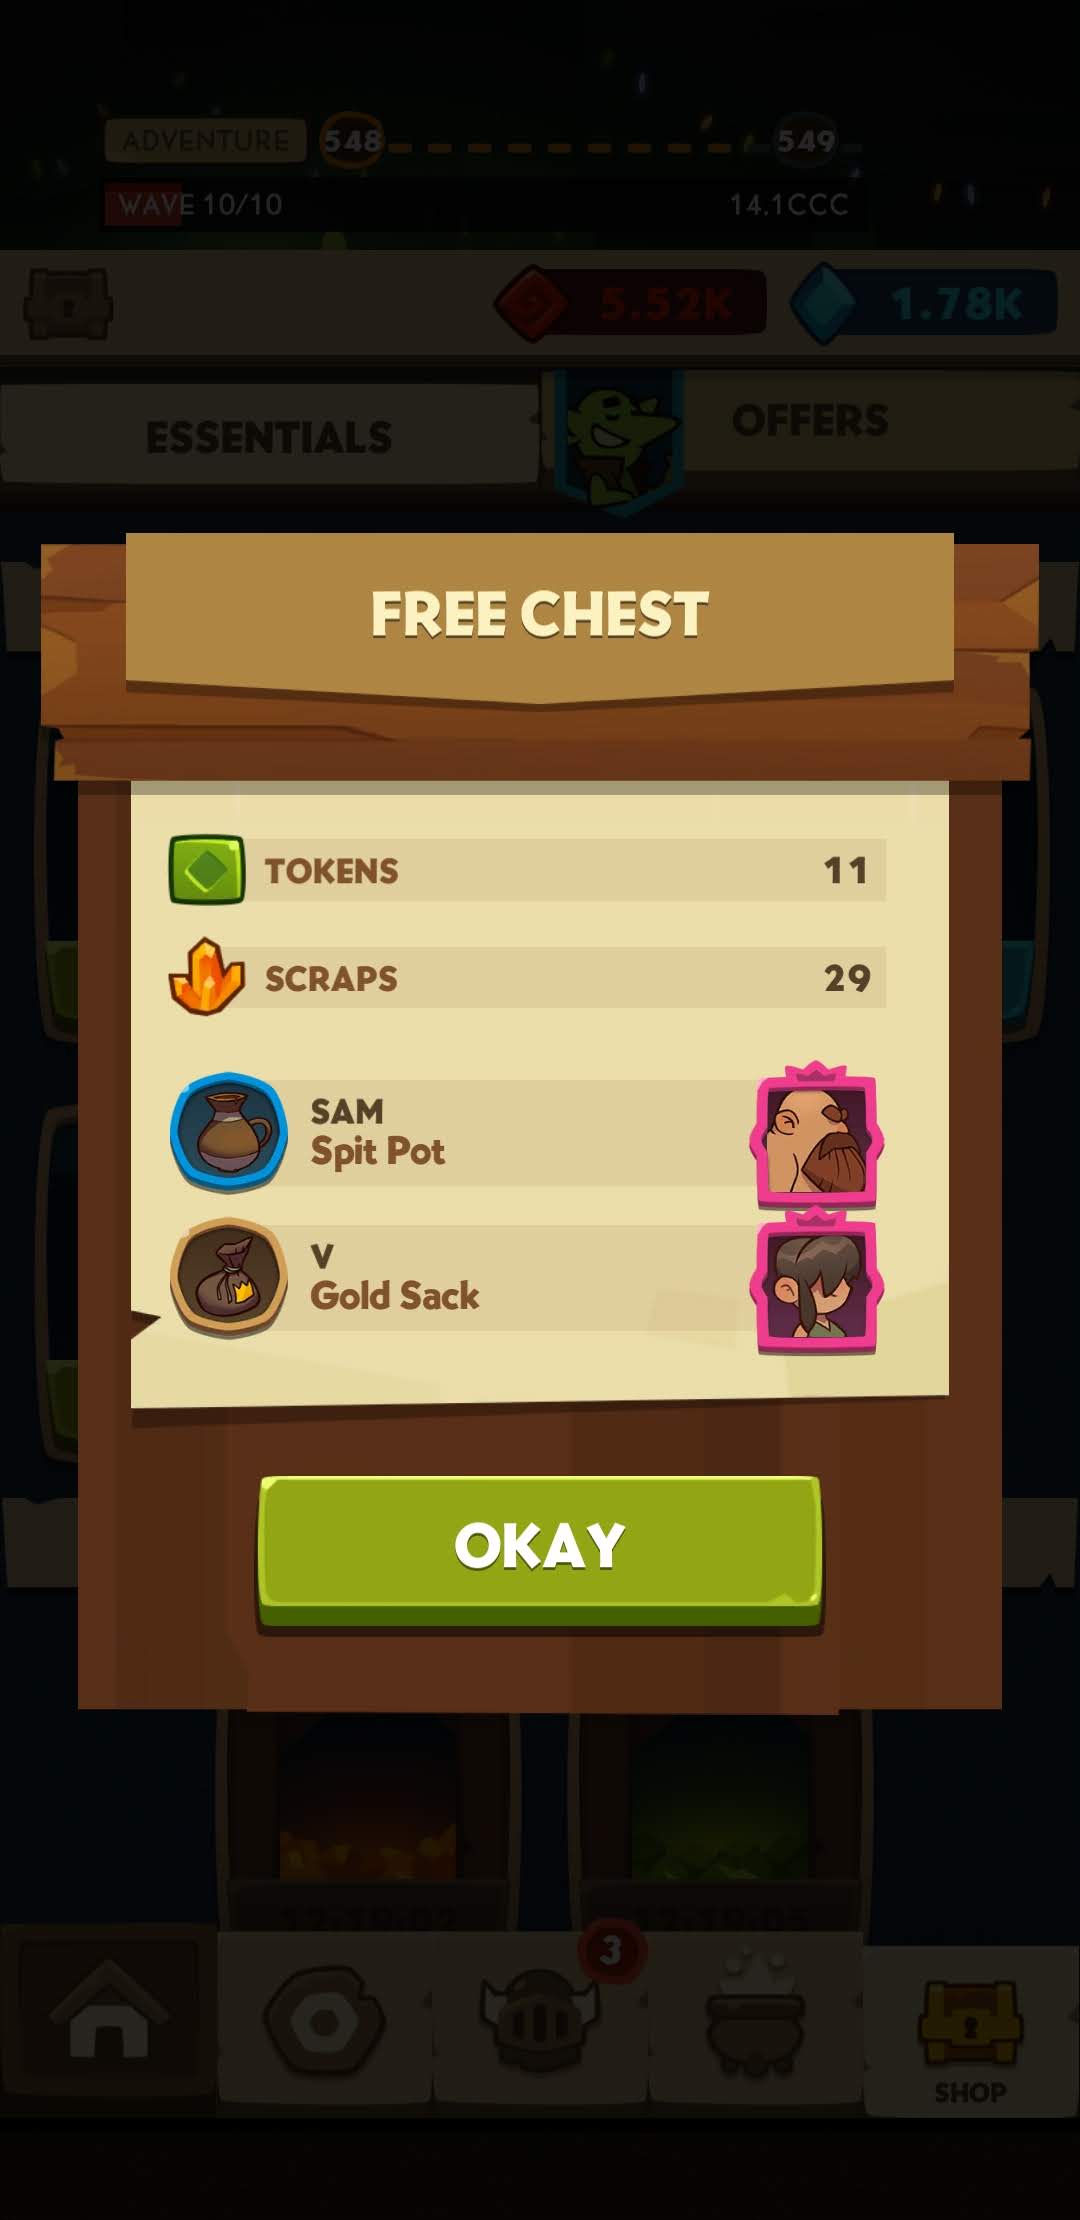 ADVENTURE 548 549
WAVE 10/10 14.1CCC
5.52K 1.78K
ESSENTIALS OFFERS
FREE CHEST
TOKENS 11
SCRAPS 29
SAM
Spit Pot
V
Gold Sack
OKAY
3
SHOP